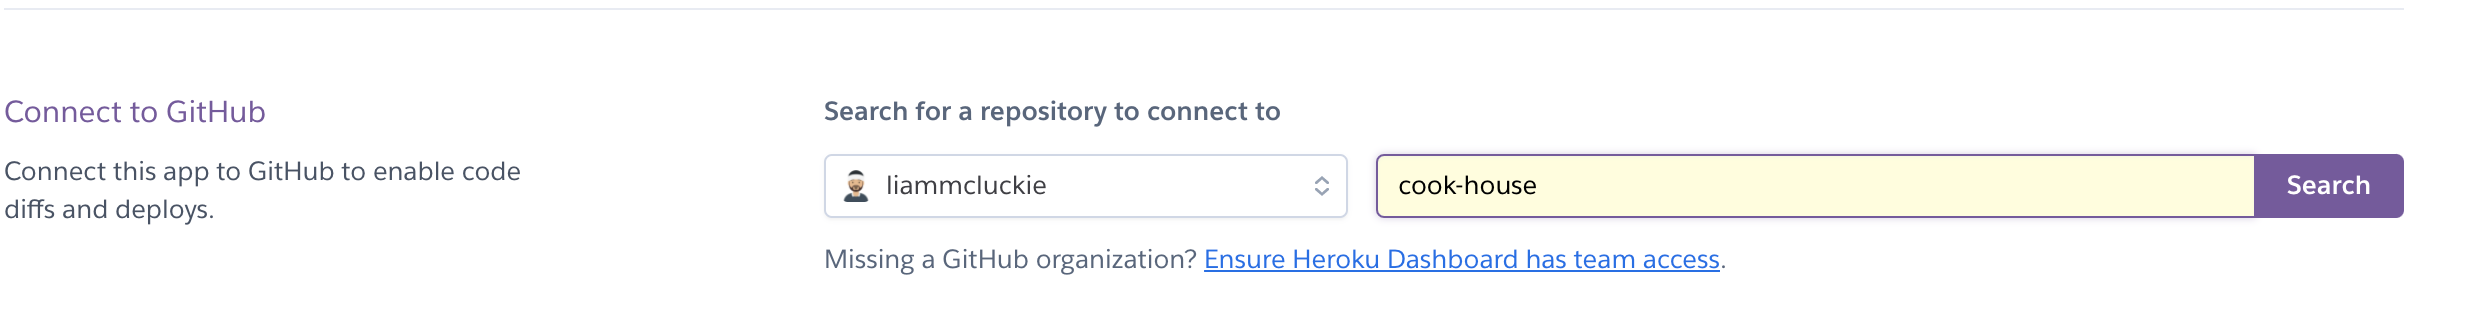 Connect to GitHub
Connect this app to GitHub to enable code
diffs and deploys.
Search for a repository to connect to
liammcluckie
cook-house
Search
Missing a GitHub organization? Ensure Heroku Dashboard has team access.